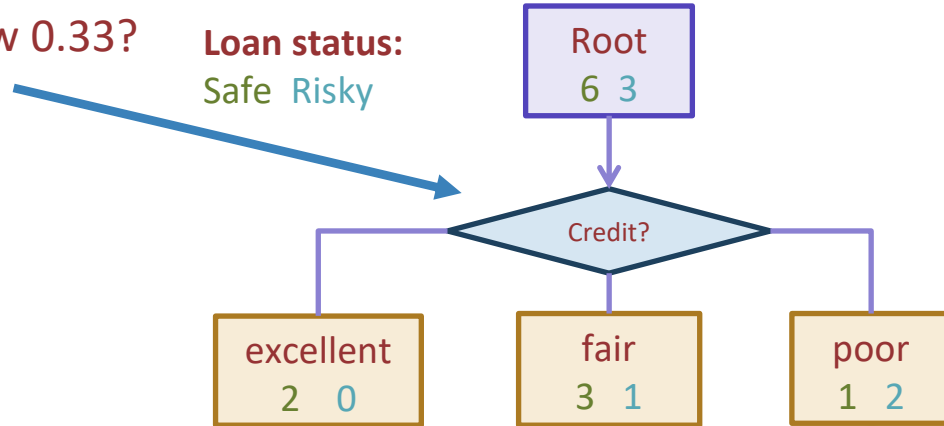 0.33?
Loan status:
Safe Risky
Root
6 3
Credit?
excellent
2 0
fair
3 1
poor
1 2